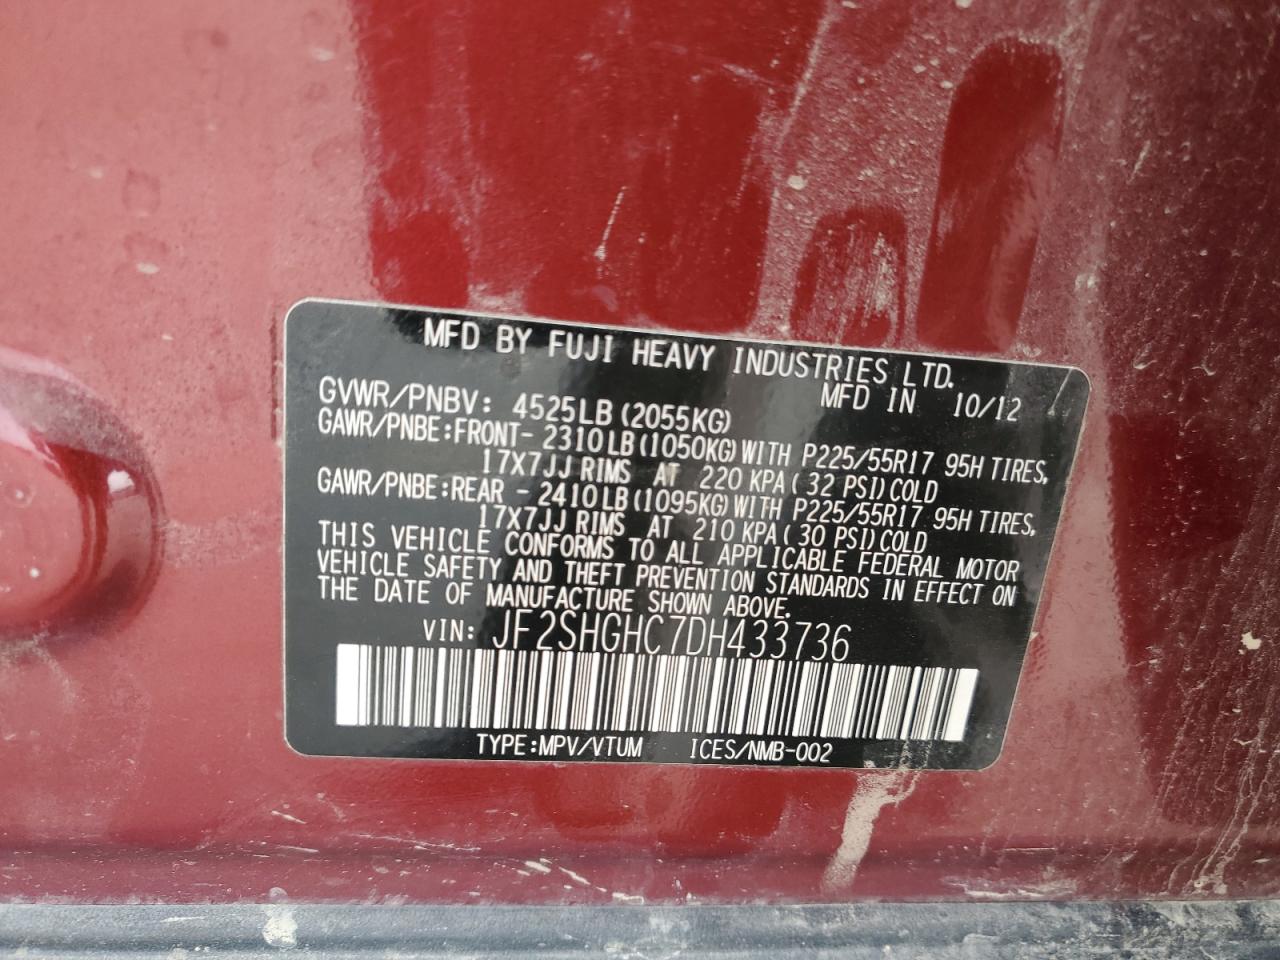 MFD BY FUJI HEAVY INDUSTRIES LTD.
MFD IN 10/12
GVWR/PNBV: 4525LB(2055KG)
GAWR/PNBE:FRONT- 2310LB(1050KG)WITH P225/55R17 95H TIRES,
17X7JJ RIMS AT 220 KPA( 32 PSI)COLD
GAWR/PNBE:REAR - 2410LB(1095KG)WITH P225/55R17 95H TIRES,
17X7JJ RIMS AT 210 KPA( 30 PSI)COLD
THIS VEHICLE CONFORMS TO ALL APPLICABLE FEDERAL MOTOR
VEHICLE SAFETY AND THEFT PREVENTION STANDARDS IN EFFECT ON
THE DATE OF MANUFACTURE SHOWN ABOVE.
VIN: JF2SHGHC7DH433736
TYPE:MPV/VTUM ICES/NMB-002